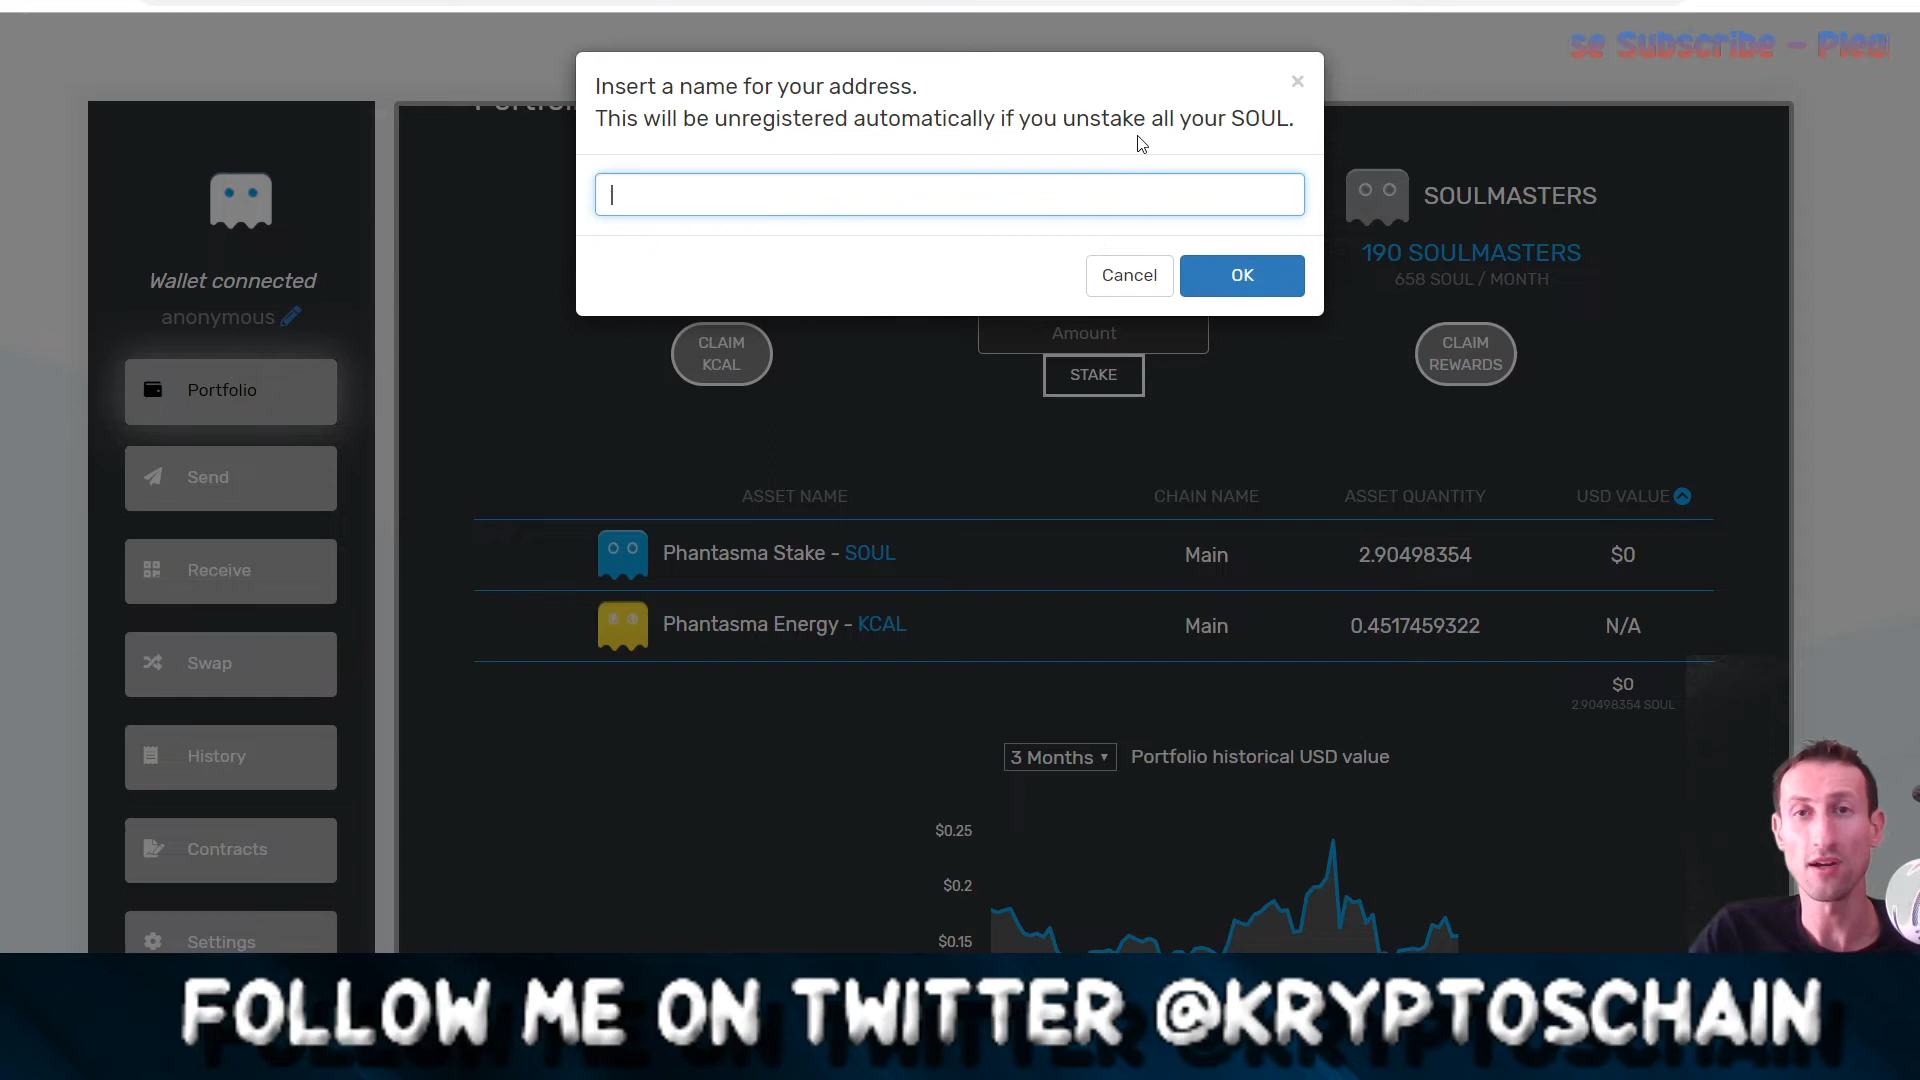 se Subscribe - Plea
Insert a name for your address.
×
This will be unregistered automatically if you unstake all your SOUL.
Cancel
OK
Wallet connected
anonymous
Portfolio
Send
Receive
Swap
History
Contracts
Settings
SOULMASTERS
190 SOULMASTERS
658 SOUL / MONTH
CLAIM
KCAL
Amount
STAKE
CLAIM
REWARDS
ASSET NAME CHAIN NAME ASSET QUANTITY USD VALUE
Phantasma Stake - SOUL Main 2.90498354 $0
Phantasma Energy - KCAL Main 0.4517459322 N/A
$0
2.90498354 SOUL
3 Months ▾ Portfolio historical USD value
$0.25
$0.2
$0.15
FOLLOW ME ON TWITTER @KRYPTOSCHAIN